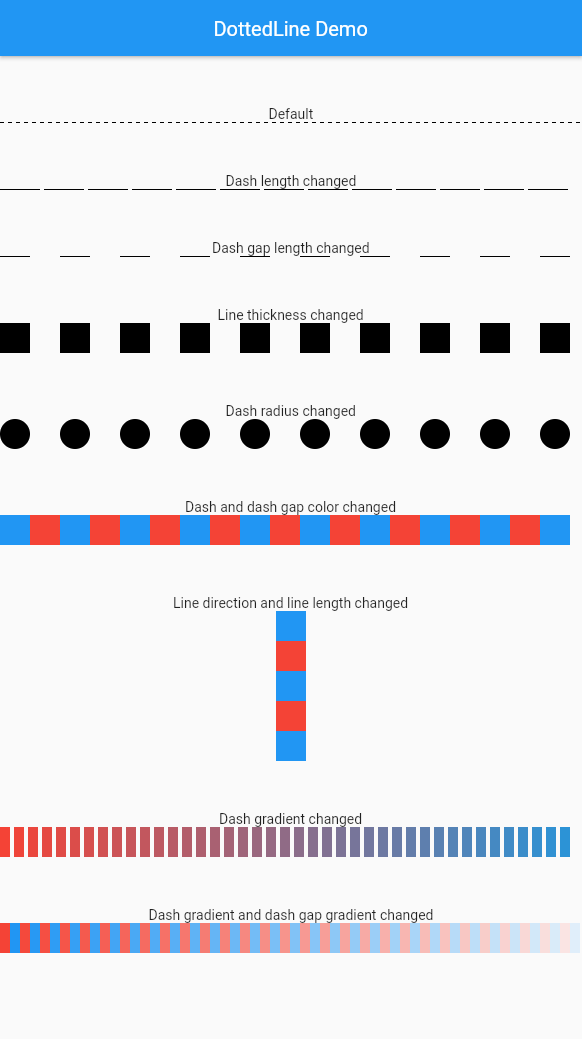 DottedLine Demo
Default
Dash length changed
Dash gap length changed
Line thickness changed
Dash radius changed
Dash and dash gap color changed
Line direction and line length changed
Dash gradient changed
Dash gradient and dash gap gradient changed